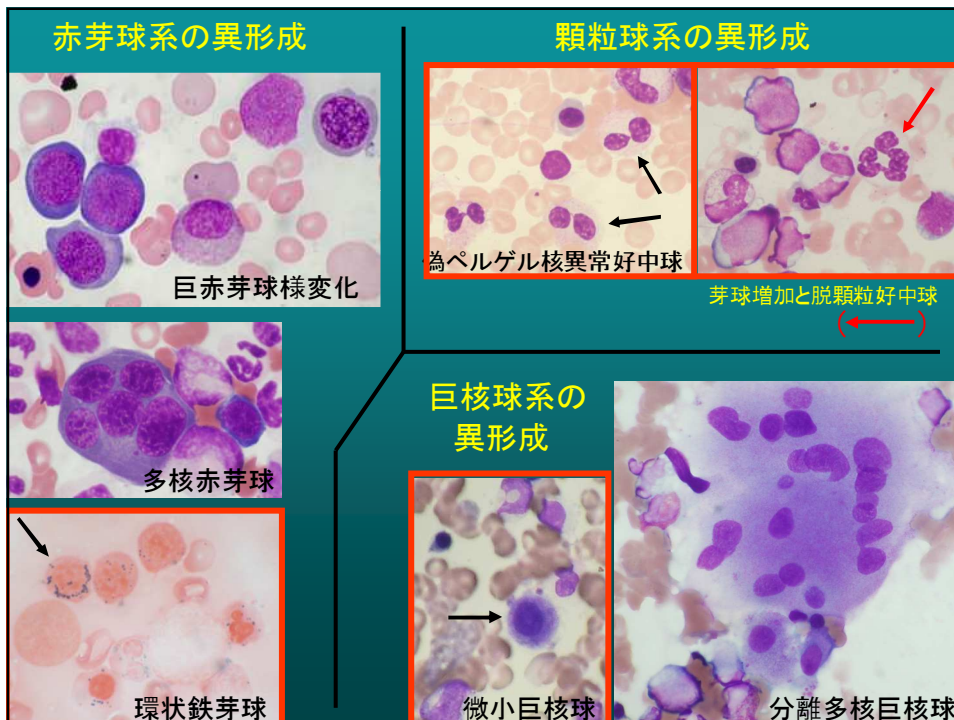 赤芽球系の異形成
巨赤芽球様変化
多核赤芽球
環状鉄芽球
顆粒球系の異形成
偽ペルゲル核異常好中球
芽球増加と脱顆粒好中球
(　　)
巨核球系の
異形成
微小巨核球
分離多核巨核球